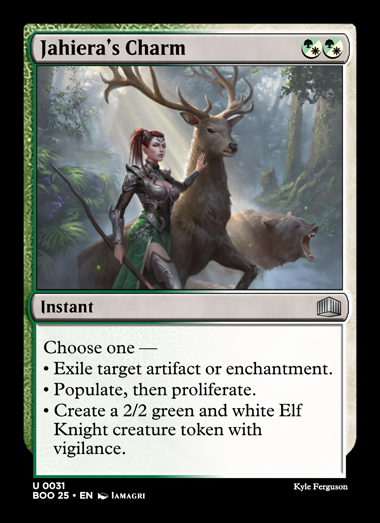 Jahiera's Charm
Instant
Choose one —
• Exile target artifact or enchantment.
• Populate, then proliferate.
• Create a 2/2 green and white Elf
Knight creature token with
vigilance.
U 0031
Kyle Ferguson
BOO 25 • EN Iamagri